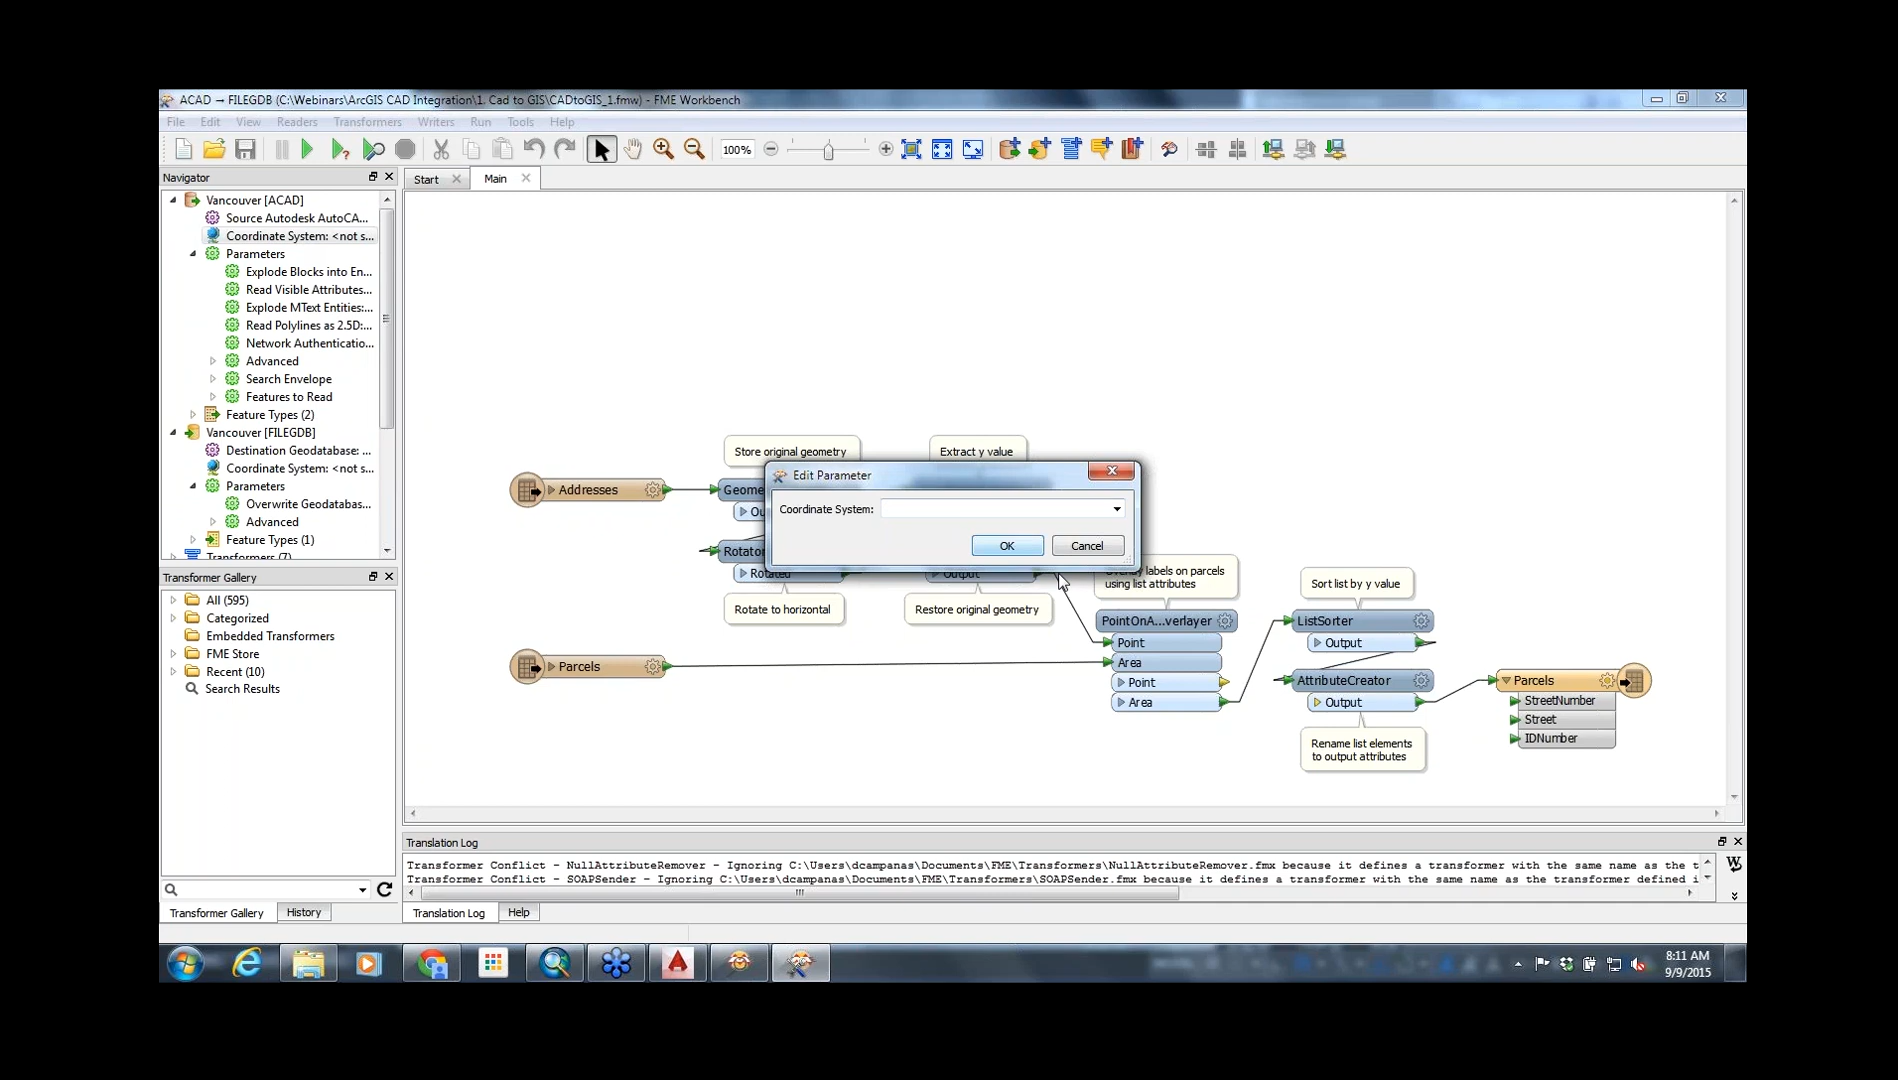 ACAD → FILEGDB (C:\Webinars\ArcGIS CAD Integration\1. Cad to GIS\CADtoGIS_1.fmw) - FME Workbench
File Edit View Readers Transformers Writers Run Tools Help
100%
Navigator
Start Main
Vancouver [ACAD]
Source Autodesk AutoCA...
Coordinate System: <not s...
Parameters
Explode Blocks into En...
Read Visible Attributes...
Explode MText Entities:...
Read Polylines as 2.5D:...
Network Authenticatio...
Advanced
Search Envelope
Features to Read
Feature Types (2)
Vancouver [FILEGDB]
Destination Geodatabase: ...
Coordinate System: <not s...
Parameters
Overwrite Geodatabas...
Advanced
Feature Types (1)
Transformers (7)
Transformer Gallery
All (595)
Categorized
Embedded Transformers
FME Store
Recent (10)
Search Results
Transformer Gallery History
Store original geometry
Extract y value
Addresses
Geome
Ou
Rotator
Rotated
Output
Rotate to horizontal
Restore original geometry
Edit Parameter
Coordinate System:
OK Cancel
labels on parcels
using list attributes
PointOnA...verlayer
Point
Area
Point
Area
Parcels
Sort list by y value
ListSorter
Output
AttributeCreator
Output
Rename list elements
to output attributes
Parcels
StreetNumber
Street
IDNumber
Translation Log
Transformer Conflict - NullAttributeRemover - Ignoring C:\Users\dcampanas\Documents\FME\Transformers\NullAttributeRemover.fmx because it defines a transformer with the same name as the t
Transformer Conflict - SOAPSender - Ignoring C:\Users\dcampanas\Documents\FME\Transformers\SOAPSender.fmx because it defines a transformer with the same name as the transformer defined i
Translation Log Help
8:11 AM
9/9/2015